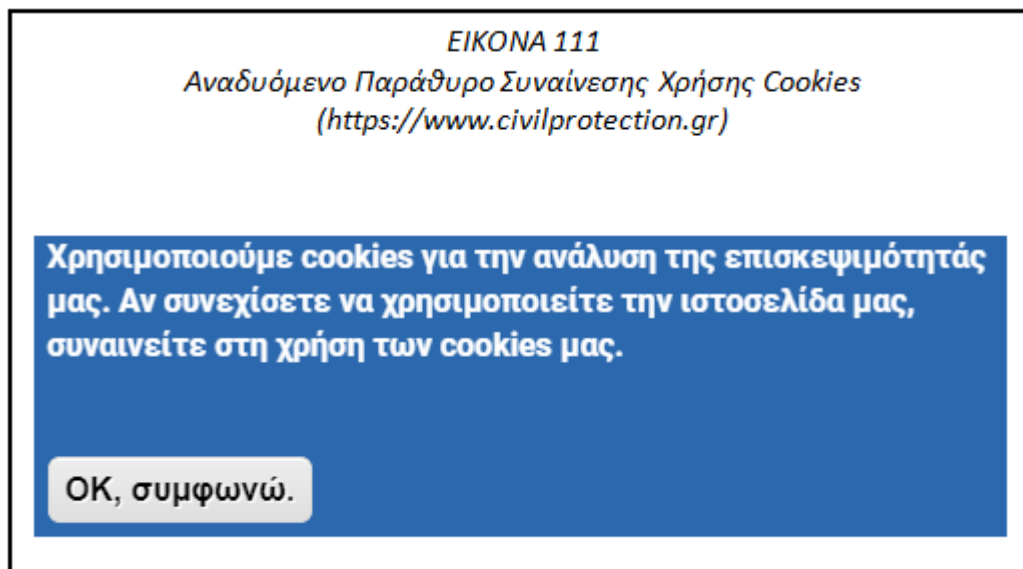 ΕΙΚΟΝΑ 111
Αναδυόμενο Παράθυρο Συναίνεσης Χρήσης Cookies
(https://www.civilprotection.gr)
Χρησιμοποιούμε cookies για την ανάλυση της επισκεψιμότητάς
μας. Αν συνεχίσετε να χρησιμοποιείτε την ιστοσελίδα μας,
συναινείτε στη χρήση των cookies μας.
OK, συμφωνώ.